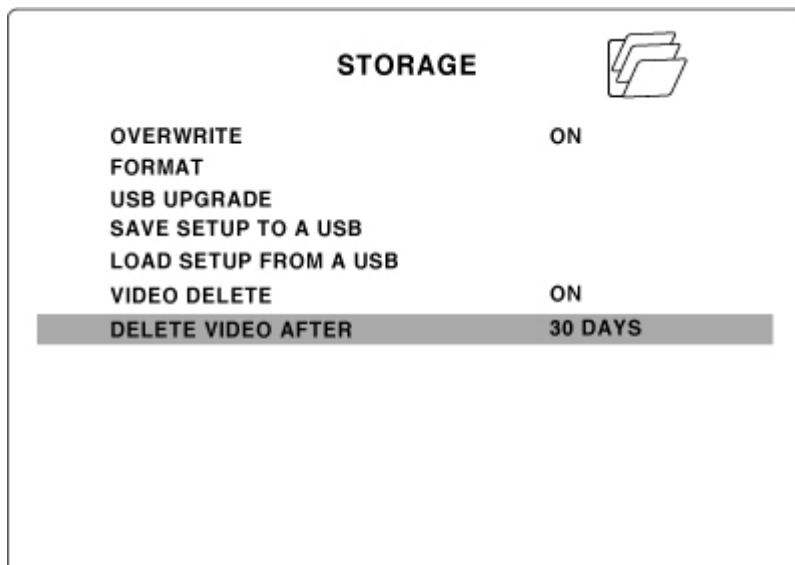 STORAGE
OVERWRITE ON
FORMAT
USB UPGRADE
SAVE SETUP TO A USB
LOAD SETUP FROM A USB
VIDEO DELETE ON
DELETE VIDEO AFTER 30 DAYS